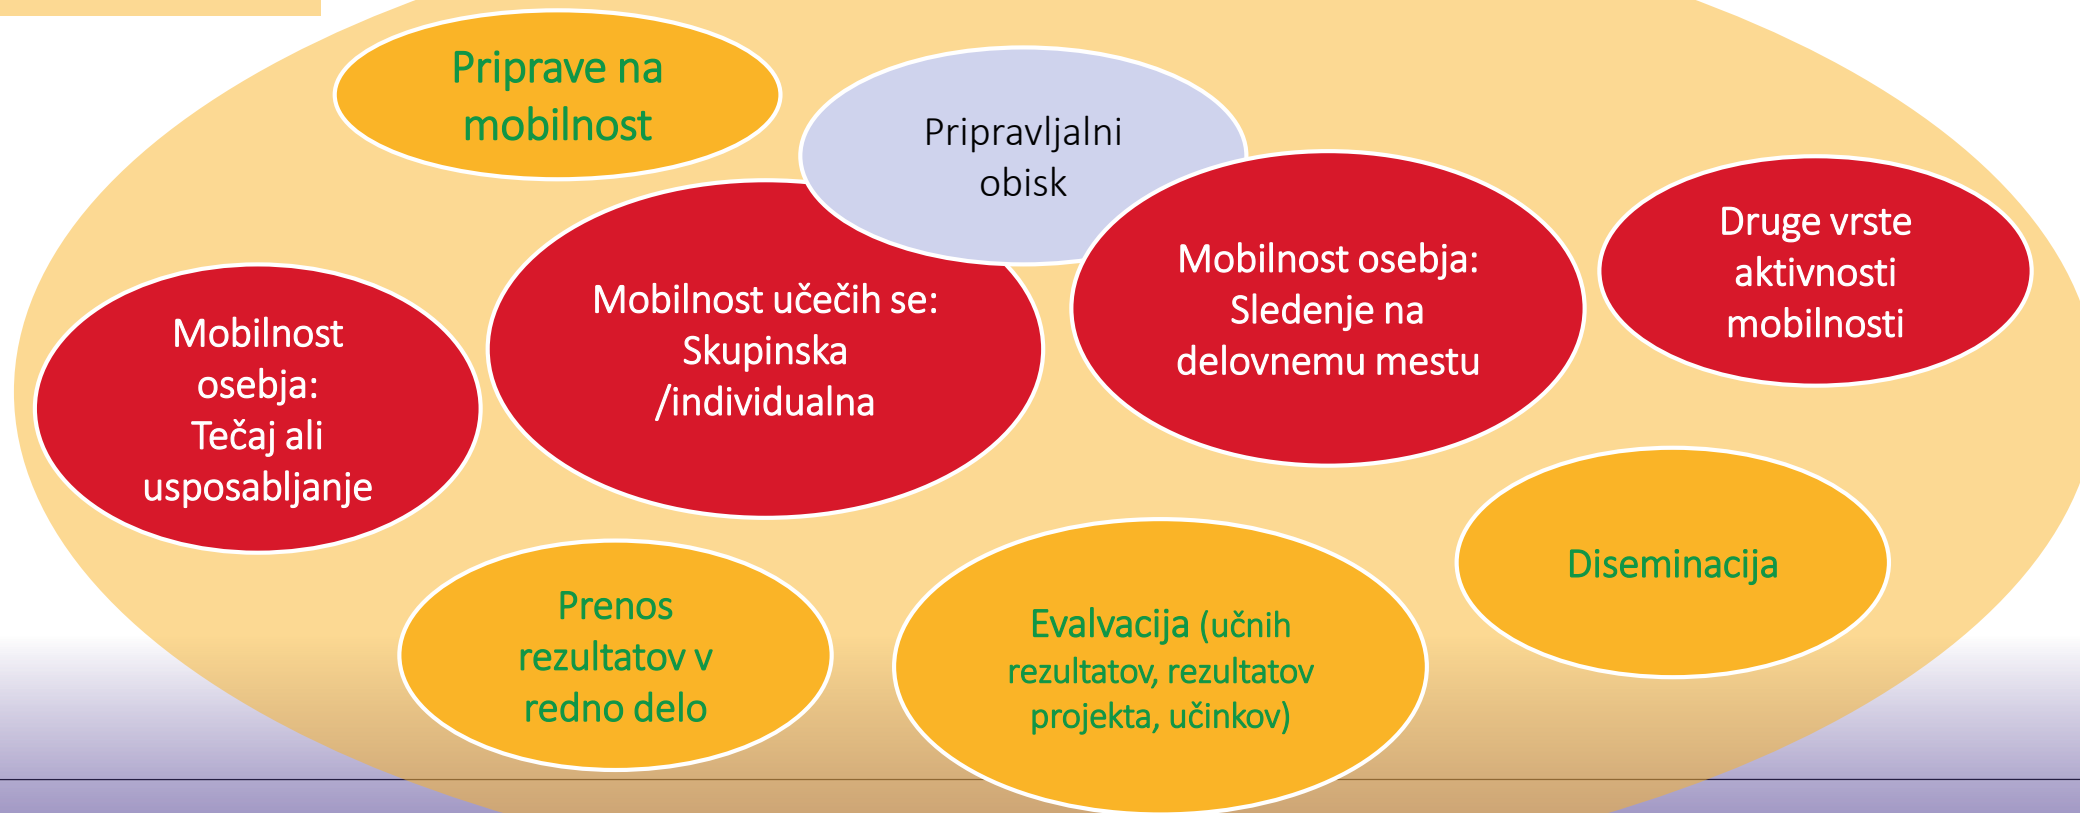 Priprave na
mobilnost
Pripravljalni
obisk
Mobilnost
osebja:
Tečaj ali
usposabljanje
Mobilnost učečih se:
Skupinska
/individualna
Mobilnost osebja:
Sledenje na
delovnemu mestu
Druge vrste
aktivnosti
mobilnosti
Prenos
rezultatov v
redno delo
Evalvacija (učnih
rezultatov, rezultatov
projekta, učinkov)
Diseminacija